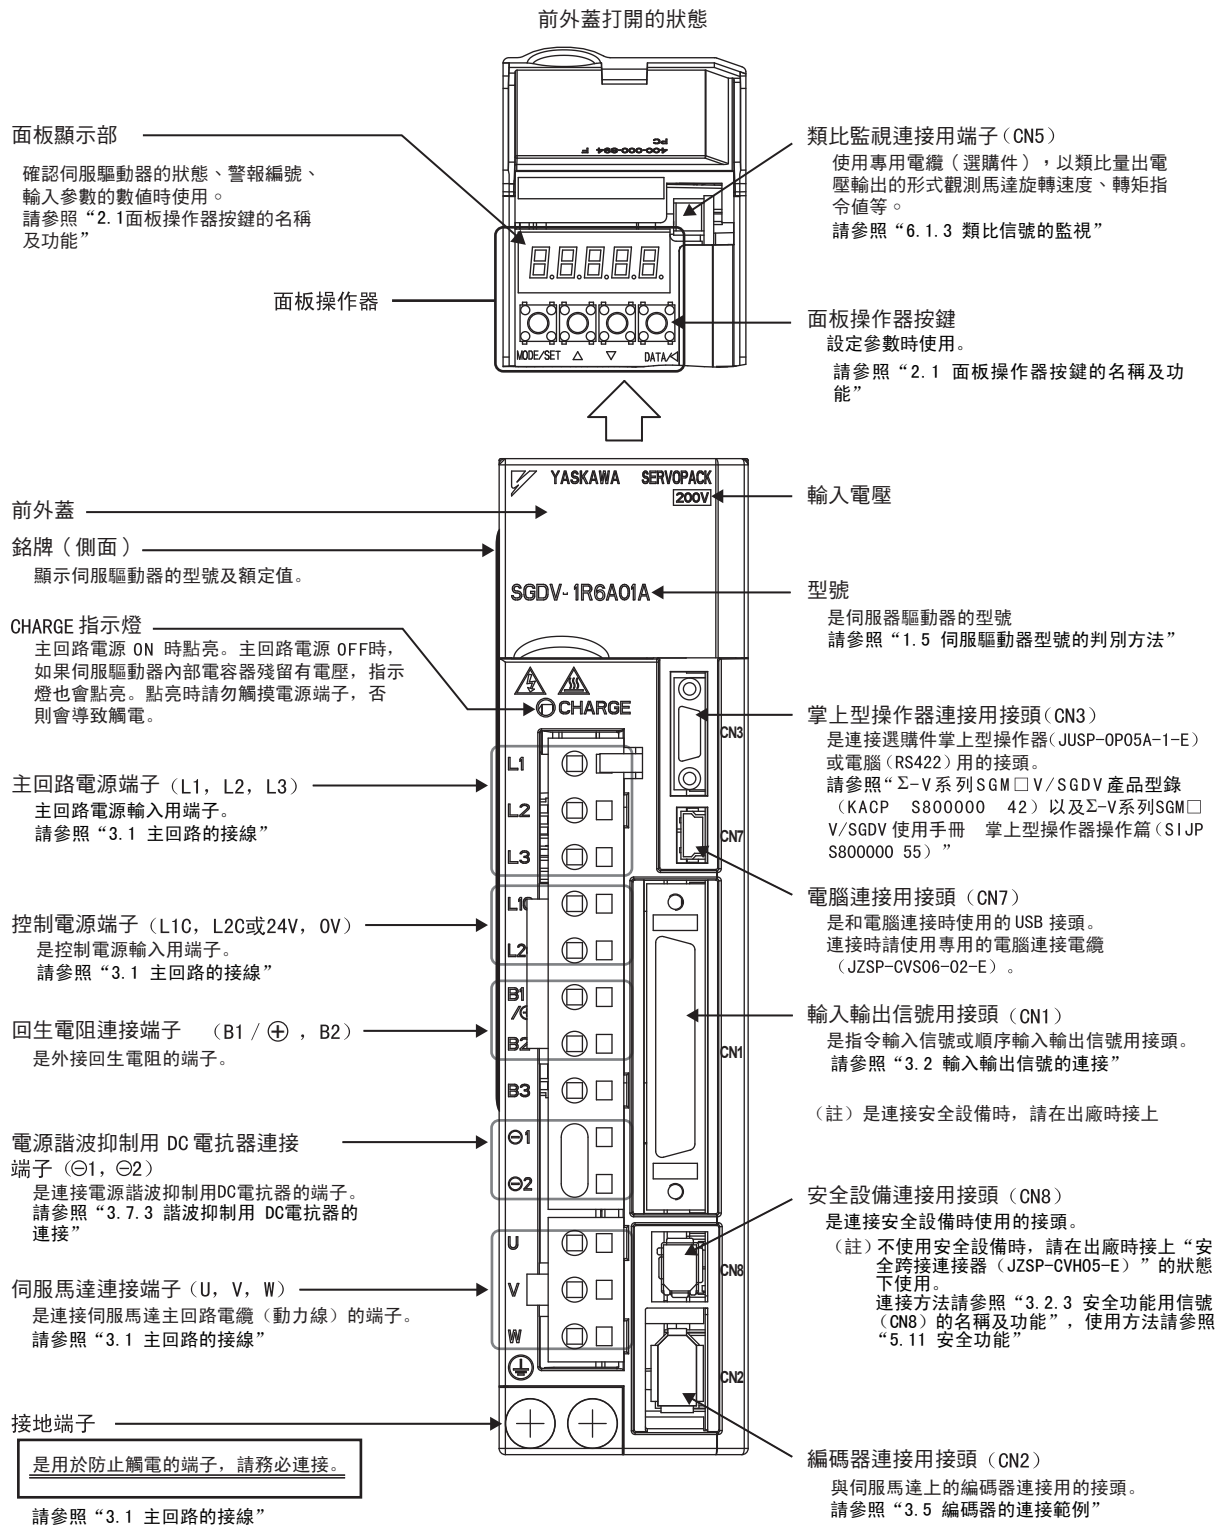 前外蓋打開的狀態
面板顯示部
確認伺服驅動器的狀態、警報編號、
輸入參數的數值時使用。
請參照“2.1面板操作器按鍵的名稱
及功能”
面板操作器
400-000-694 F
PC
MODE/SET △ ▽ DATA/◁
類比監視連接用端子(CN5)
使用專用電纜(選購件),以類比量出電
壓輸出的形式觀測馬達旋轉速度、轉矩指
令值等。
請參照“6.1.3 類比信號的監視”
面板操作器按鍵
設定參數時使用。
請參照“2.1 面板操作器按鍵的名稱及功
能”
前外蓋
銘牌(側面)
顯示伺服驅動器的型號及額定值。
CHARGE 指示燈
主回路電源 ON 時點亮。主回路電源 OFF時,
如果伺服驅動器內部電容器殘留有電壓,指示
燈也會點亮。點亮時請勿觸摸電源端子,否
則會導致觸電。
主回路電源端子(L1, L2, L3)
主回路電源輸入用端子。
請參照“3.1 主回路的接線”
控制電源端子(L1C, L2C或24V, 0V)
是控制電源輸入用端子。
請參照“3.1 主回路的接線”
回生電阻連接端子 (B1/⊕, B2)
是外接回生電阻的端子。
電源諧波抑制用 DC電抗器連接
端子(⊖1, ⊖2)
是連接電源諧波抑制用DC電抗器的端子。
請參照“3.7.3 諧波抑制用 DC電抗器的
連接”
伺服馬達連接端子(U, V, W)
是連接伺服馬達主回路電纜(動力線)的端子。
請參照“3.1 主回路的接線”
接地端子
是用於防止觸電的端子,請務必連接。
請參照“3.1 主回路的接線”
YASKAWA SERVOPACK
200V
SGDV-1R6A01A
CHARGE
L1
L2
L3
L1C
L2
B1
/⊕
B2
B3
⊖1
⊖2
U
V
W
CN3
CN7
CN1
CN8
CN2
輸入電壓
型號
是伺服器驅動器的型號
請參照“1.5 伺服驅動器型號的判別方法”
掌上型操作器連接用接頭(CN3)
是連接選購件掌上型操作器(JUSP-OP05A-1-E)
或電腦(RS422)用的接頭。
請參照“Σ-V系列SGM□V/SGDV產品型錄
(KACP S800000 42)以及Σ-V系列SGM□
V/SGDV使用手冊 掌上型操作器操作篇(SIJP
S800000 55)”
電腦連接用接頭(CN7)
是和電腦連接時使用的USB接頭。
連接時請使用專用的電腦連接電纜
(JZSP-CVS06-02-E)。
輸入輸出信號用接頭(CN1)
是指令輸入信號或順序輸入輸出信號用接頭。
請參照“3.2 輸入輸出信號的連接”
(註)是連接安全設備時,請在出廠時接上
安全設備連接用接頭(CN8)
是連接安全設備時使用的接頭。
(註)不使用安全設備時,請在出廠時接上“安
全跨接連接器(JZSP-CVH05-E)”的狀態
下使用。
連接方法請參照“3.2.3 安全功能用信號
(CN8)的名稱及功能”,使用方法請參照
“5.11 安全功能”
編碼器連接用接頭(CN2)
與伺服馬達上的編碼器連接用的接頭。
請參照“3.5 編碼器的連接範例”